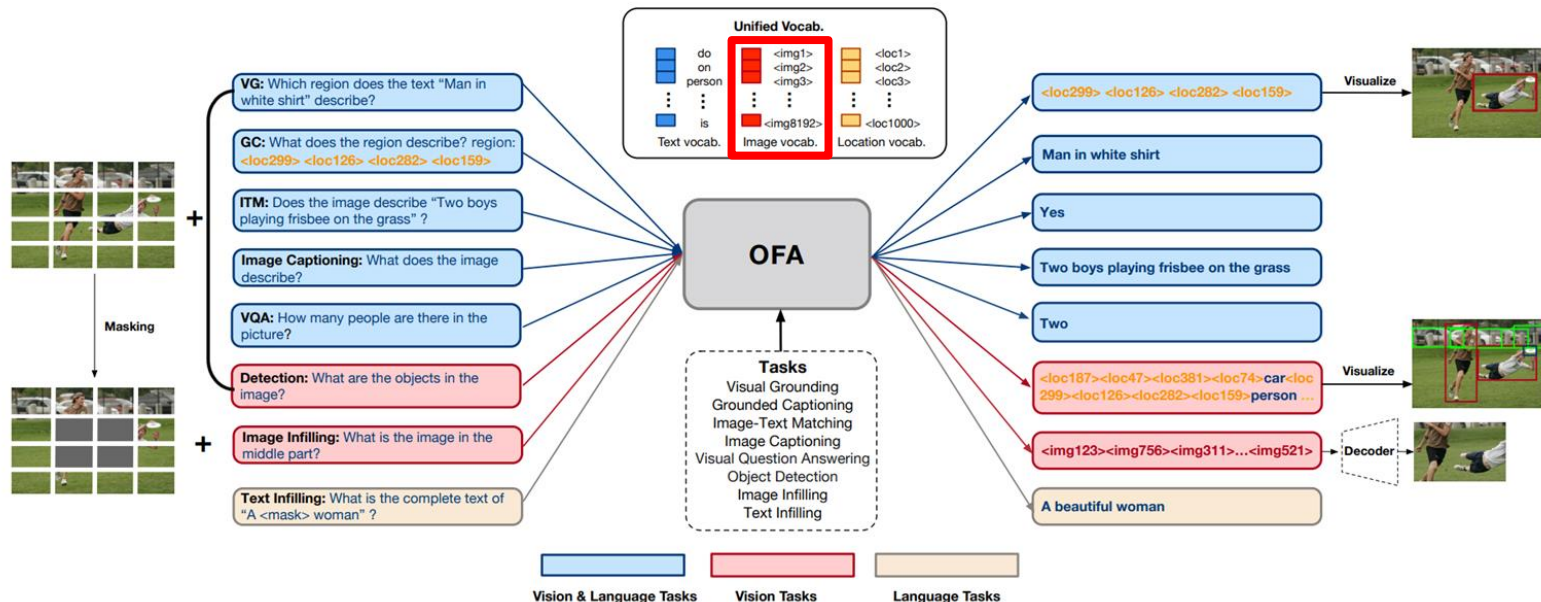 Unified Vocab.
do
on
person
is
Text vocab.
<img1>
<img2>
<img3>
<img8192>
Image vocab.
<loc1>
<loc2>
<loc3>
<loc1000>
Location vocab.
VG: Which region does the text “Man in
white shirt” describe?
GC: What does the region describe? region:
<loc299> <loc126> <loc282> <loc159>
ITM: Does the image describe “Two boys
playing frisbee on the grass” ?
Image Captioning: What does the image
describe?
VQA: How many people are there in the
picture?
Detection: What are the objects in the
image?
Image Infilling: What is the image in the
middle part?
Text Infilling: What is the complete text of
“A <mask> woman” ?
+
Masking
+
OFA
Tasks
Visual Grounding
Grounded Captioning
Image-Text Matching
Image Captioning
Visual Question Answering
Object Detection
Image Infilling
Text Infilling
<loc299> <loc126> <loc282> <loc159>
Visualize
Man in white shirt
Yes
Two boys playing frisbee on the grass
Two
<loc187><loc47><loc381><loc74>car<loc
299><loc126><loc282><loc159>person ...
Visualize
<img123><img756><img311>...<img521>
Decoder
A beautiful woman
Vision & Language Tasks
Vision Tasks
Language Tasks